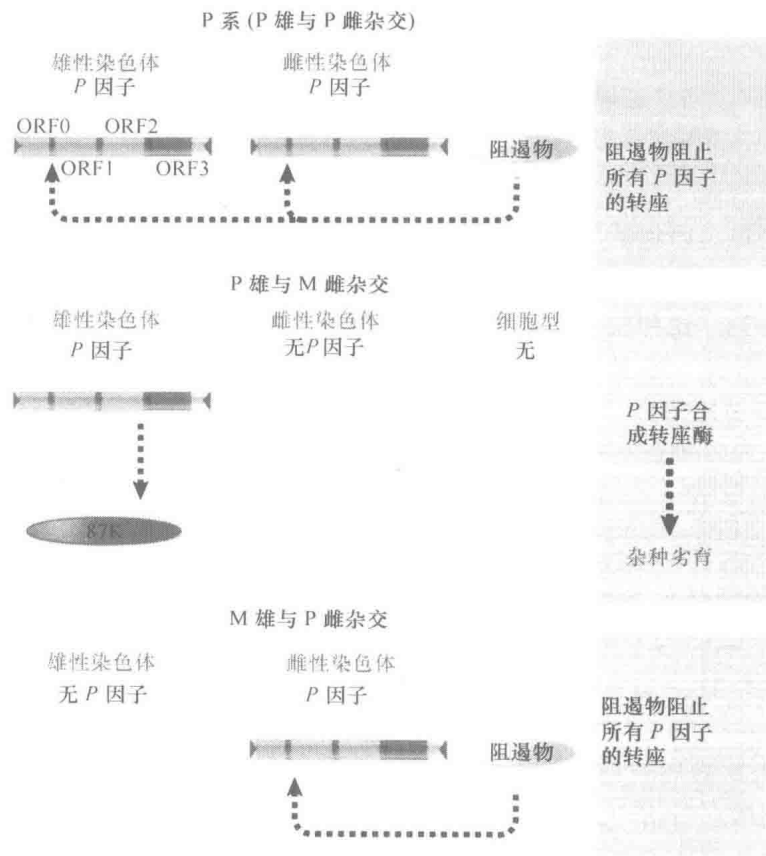 P 系 (P 雄与 P 雌杂交)
雄性染色体
P 因子
雌性染色体
P 因子
ORF0
ORF2
ORF1
ORF3
阻遏物
阻遏物阻止
所有 P 因子
的转座
P 雄与 M 雌杂交
雄性染色体
P 因子
雌性染色体
无P因子
细胞型
无
87K
P 因子合
成转座酶
杂种劣育
M 雄与 P 雌杂交
雄性染色体
无 P 因子
雌性染色体
P 因子
阻遏物
阻遏物阻止
所有 P 因子
的转座